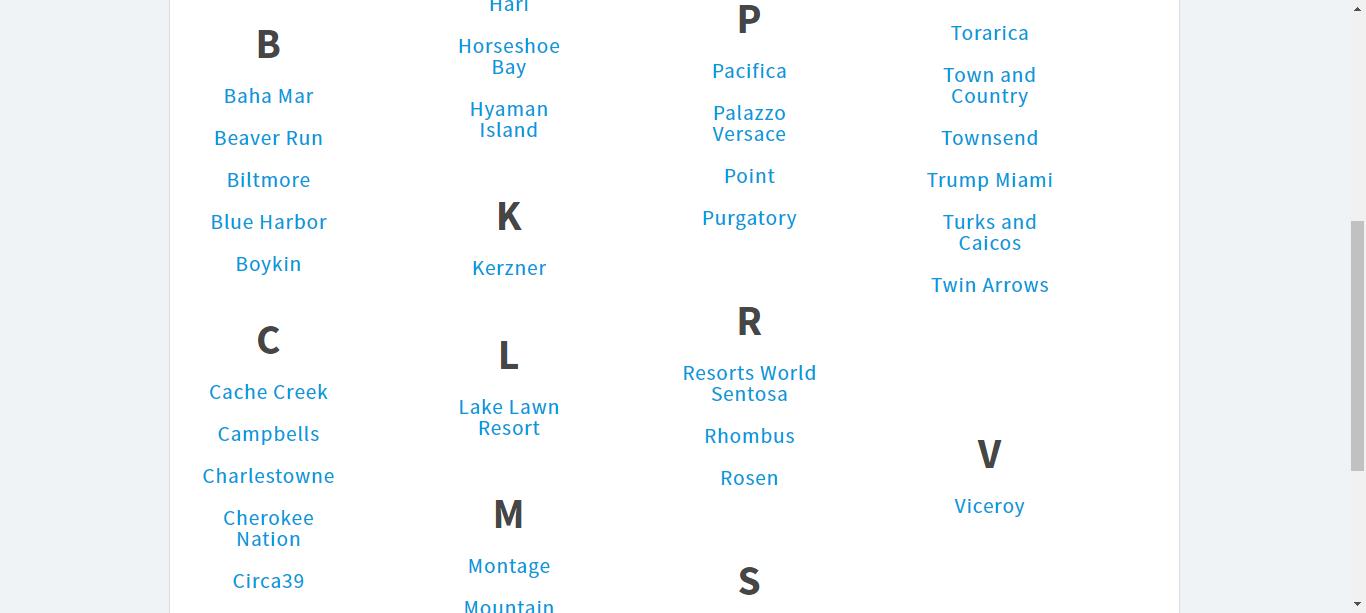 B
Baha Mar
Beaver Run
Biltmore
Blue Harbor
Boykin
C
Cache Creek
Campbells
Charlestowne
Cherokee
Nation
Circa39
Hari
Horseshoe
Bay
Hyaman
Island
K
Kerzner
L
Lake Lawn
Resort
M
Montage
Mountain
P
Pacifica
Palazzo
Versace
Point
Purgatory
R
Resorts World
Sentosa
Rhombus
Rosen
S
Torarica
Town and
Country
Townsend
Trump Miami
Turks and
Caicos
Twin Arrows
V
Viceroy